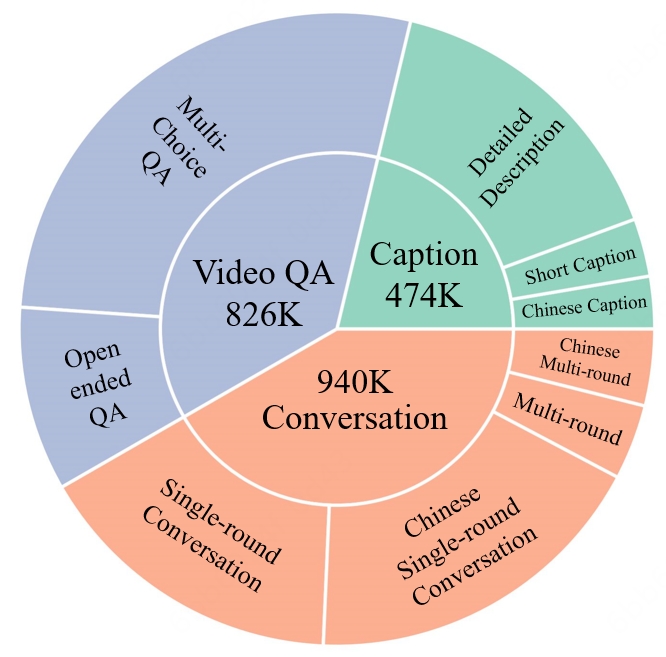 Multi-
Choice
QA
Detailed
Description
Video QA
826K
Caption
474K
Short Caption
Chinese Caption
Open
ended
QA
940K
Conversation
Chinese
Multi-round
Multi-round
Single-round
Conversation
Chinese
Single-round
Conversation